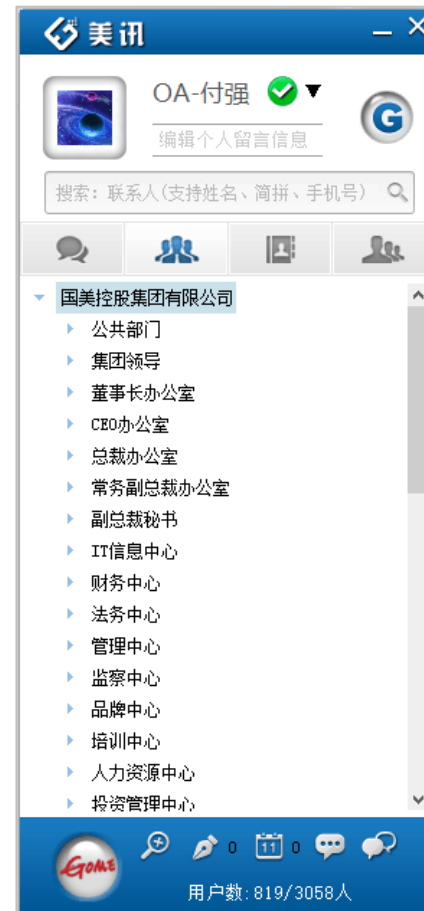 美讯
OA-付强
G
编辑个人留言信息
搜索：联系人(支持姓名、简拼、手机号)
国美控股集团有限公司
公共部门
集团领导
董事长办公室
CEO办公室
总裁办公室
常务副总裁办公室
副总裁秘书
IT信息中心
财务中心
法务中心
管理中心
监察中心
品牌中心
培训中心
人力资源中心
投资管理中心
GOME 0 11 0
用户数:819/3058人